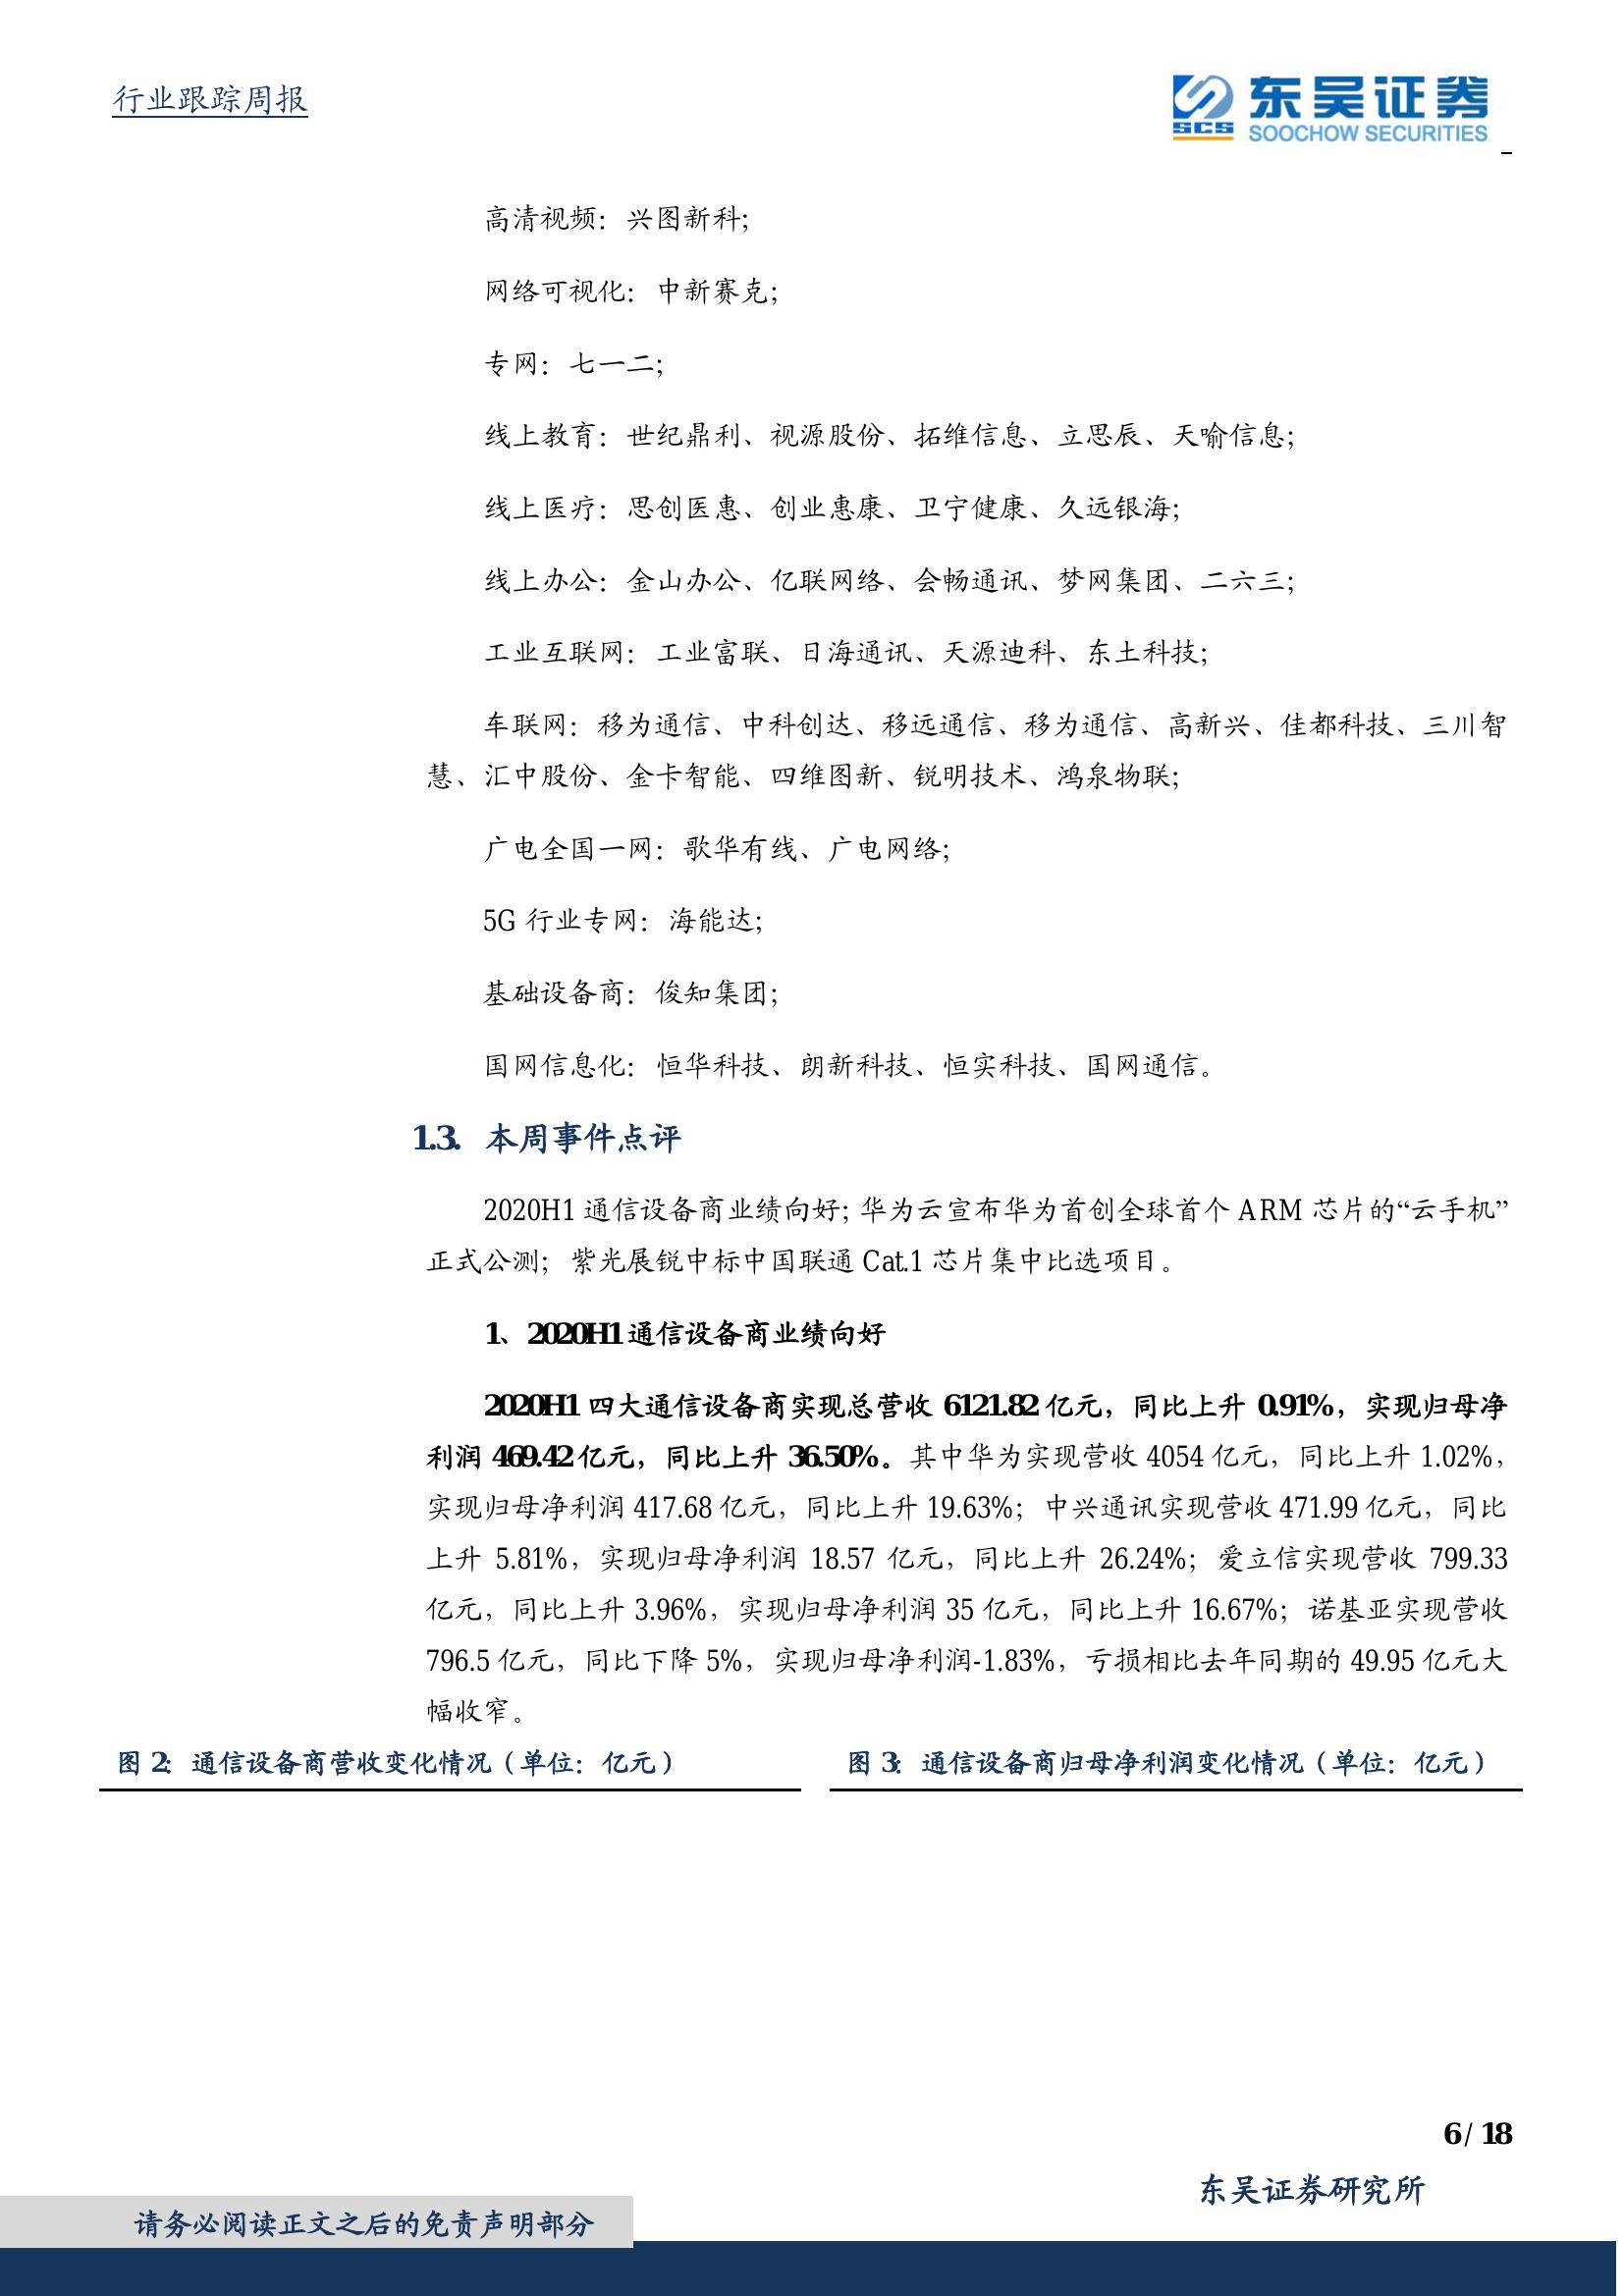 行业跟踪周报
SCS
东吴证券
SOOCHOW SECURITIES
高清视频：兴图新科；
网络可视化：中新赛克；
专网：七一二；
线上教育：世纪鼎利、视源股份、拓维信息、立思辰、天喻信息；
线上医疗：思创医惠、创业惠康、卫宁健康、久远银海；
线上办公：金山办公、亿联网络、会畅通讯、梦网集团、二六三；
工业互联网：工业富联、日海通讯、天源迪科、东土科技；
车联网：移为通信、中科创达、移远通信、移为通信、高新兴、佳都科技、三川智
慧、汇中股份、金卡智能、四维图新、锐明技术、鸿泉物联；
广电全国一网：歌华有线、广电网络；
5G 行业专网：海能达；
基础设备商：俊知集团；
国网信息化：恒华科技、朗新科技、恒实科技、国网通信。
1.3. 本周事件点评
2020H1 通信设备商业绩向好；华为云宣布华为首创全球首个 ARM 芯片的“云手机”
正式公测；紫光展锐中标中国联通 Cat.1 芯片集中比选项目。
1、2020H1 通信设备商业绩向好
2020H1 四大通信设备商实现总营收 6121.82 亿元，同比上升 0.91%，实现归母净
利润 469.42 亿元，同比上升 36.50%。其中华为实现营收 4054 亿元，同比上升 1.02%，
实现归母净利润 417.68 亿元，同比上升 19.63%；中兴通讯实现营收 471.99 亿元，同比
上升 5.81%，实现归母净利润 18.57 亿元，同比上升 26.24%；爱立信实现营收 799.33
亿元，同比上升 3.96%，实现归母净利润 35 亿元，同比上升 16.67%；诺基亚实现营收
796.5 亿元，同比下降 5%，实现归母净利润-1.83%，亏损相比去年同期的 49.95 亿元大
幅收窄。
图 2：通信设备商营收变化情况（单位：亿元）
图 3：通信设备商归母净利润变化情况（单位：亿元）
6 / 18
东吴证券研究所
请务必阅读正文之后的免责声明部分